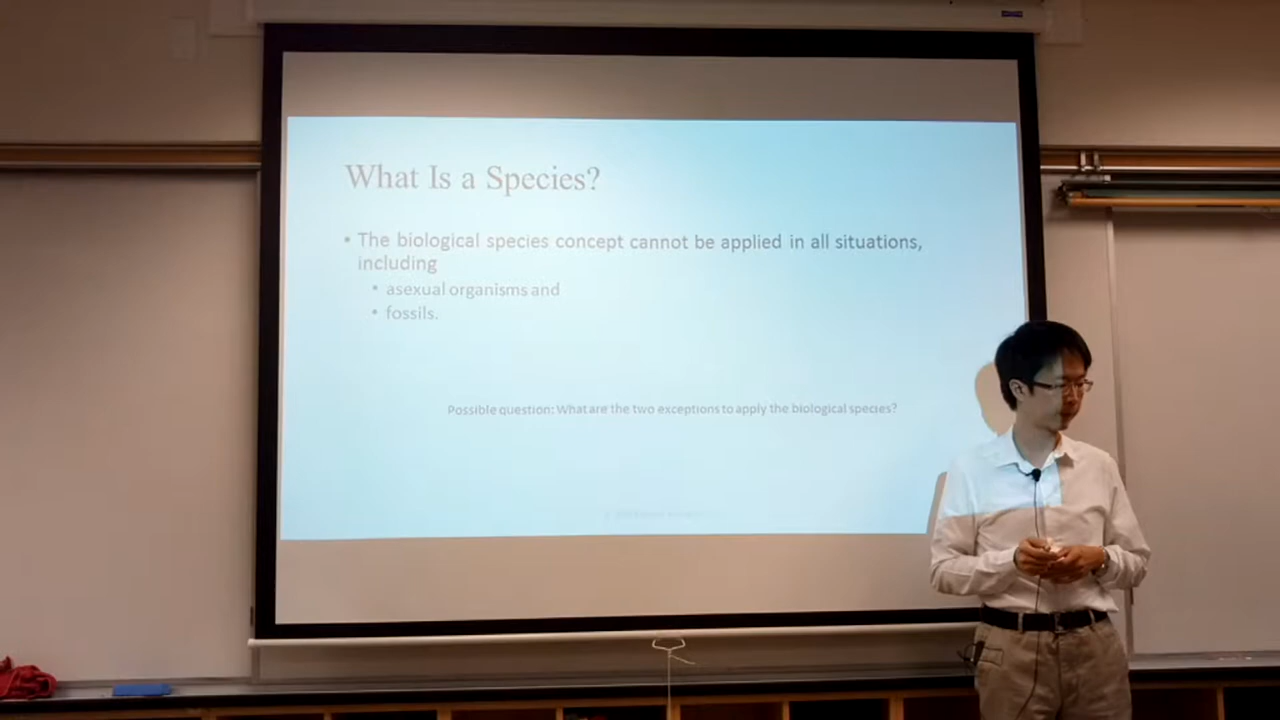 What Is a Species?
• The biological species concept cannot be applied in all situations,
including
• asexual organisms and
• fossils.
Possible question: What are the two exceptions to apply the biological species?